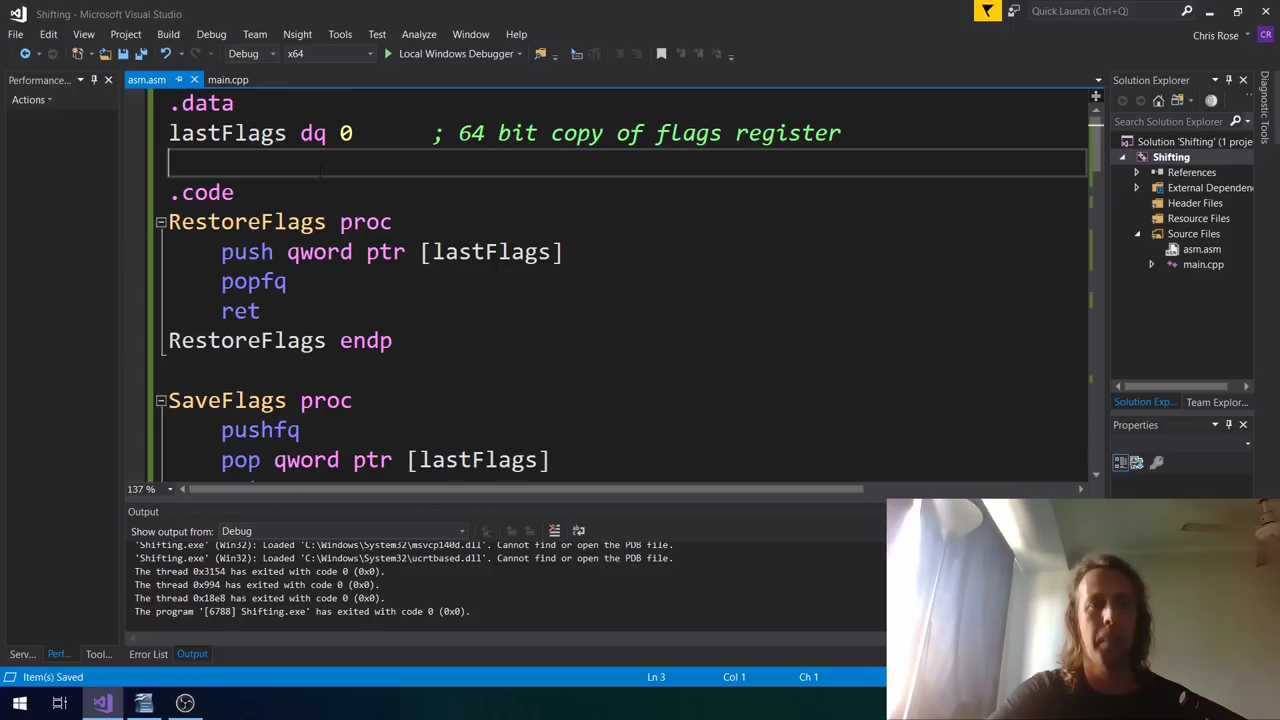 Shifting - Microsoft Visual Studio
Quick Launch (Ctrl+Q)
File Edit View Project Build Debug Team Nsight Tools Test Analyze Window Help
Chris Rose CR
Debug x64 Local Windows Debugger
Performance...
Actions
asm.asm main.cpp
.data
lastFlags dq 0 ; 64 bit copy of flags register
.code
RestoreFlags proc
push qword ptr [lastFlags]
popfq
ret
RestoreFlags endp
SaveFlags proc
pushfq
pop qword ptr [lastFlags]
137 %
Output
Show output from: Debug
'Shifting.exe' (Win32): Loaded 'C:\Windows\System32\msvcp140d.dll'. Cannot find or open the PDB file.
'Shifting.exe' (Win32): Loaded 'C:\Windows\System32\ucrtbased.dll'. Cannot find or open the PDB file.
The thread 0x3154 has exited with code 0 (0x0).
The thread 0x994 has exited with code 0 (0x0).
The thread 0x18e8 has exited with code 0 (0x0).
The program '[6788] Shifting.exe' has exited with code 0 (0x0).
Serv... Perf... Tool...
Error List Output
Item(s) Saved
Ln 3 Col 1 Ch 1
Solution Explorer
Search Solution Explorer
Solution 'Shifting' (1 proje
Shifting
References
External Dependen
Header Files
Resource Files
Source Files
asm.asm
main.cpp
Solution Exp... Team Explor...
Properties
Diagnostic Tools